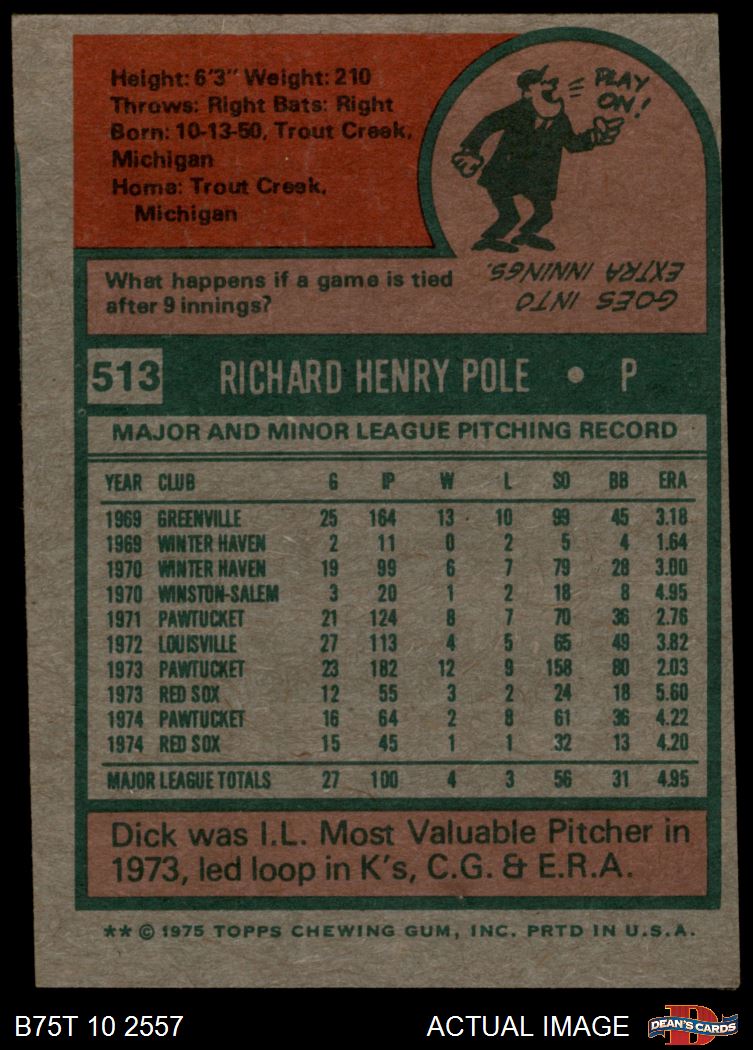 Height: 6'3" Weight: 210
Throws: Right Bats: Right
Born: 10-13-50, Trout Creek,
Michigan
Home: Trout Creek,
Michigan
PLAY
ON!
What happens if a game is tied
after 9 innings?
GOES INTO
EXTRA INNINGS.
513 RICHARD HENRY POLE • P
MAJOR AND MINOR LEAGUE PITCHING RECORD
YEAR CLUB G IP W L SO BB ERA
1969 GREENVILLE 25 164 13 10 99 45 3.18
1969 WINTER HAVEN 2 11 0 2 5 4 1.64
1970 WINTER HAVEN 19 99 6 7 79 28 3.00
1970 WINSTON-SALEM 3 20 1 2 18 8 4.95
1971 PAWTUCKET 21 124 8 7 70 36 2.76
1972 LOUISVILLE 27 113 4 5 65 49 3.82
1973 PAWTUCKET 23 182 12 9 158 80 2.03
1973 RED SOX 12 55 3 2 24 18 5.60
1974 PAWTUCKET 16 64 2 8 61 36 4.22
1974 RED SOX 15 45 1 1 32 13 4.20
MAJOR LEAGUE TOTALS 27 100 4 3 56 31 4.95
Dick was I.L. Most Valuable Pitcher in
1973, led loop in K's, C.G. & E.R.A.
** © 1975 TOPPS CHEWING GUM, INC. PRTD IN U.S.A.
B75T 10 2557 ACTUAL IMAGE D DEAN'S CARDS